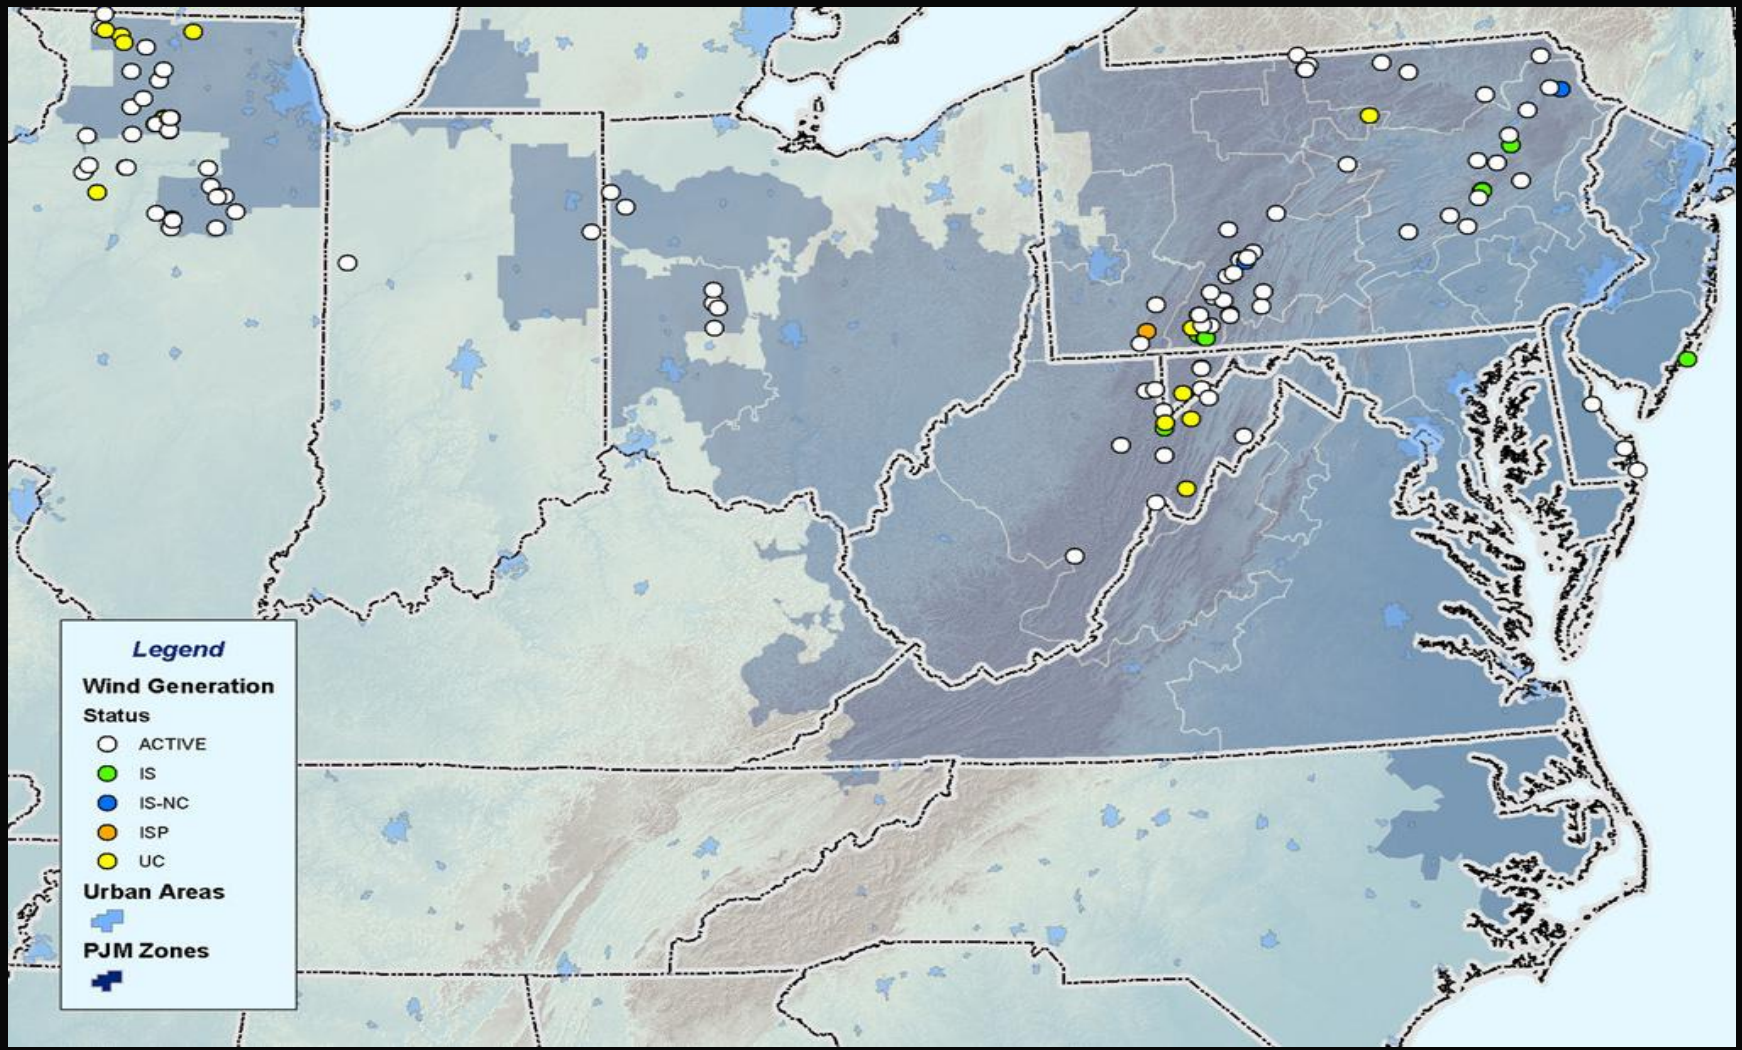 Legend
Wind Generation
Status
ACTIVE
IS
IS-NC
ISP
UC
Urban Areas
PJM Zones